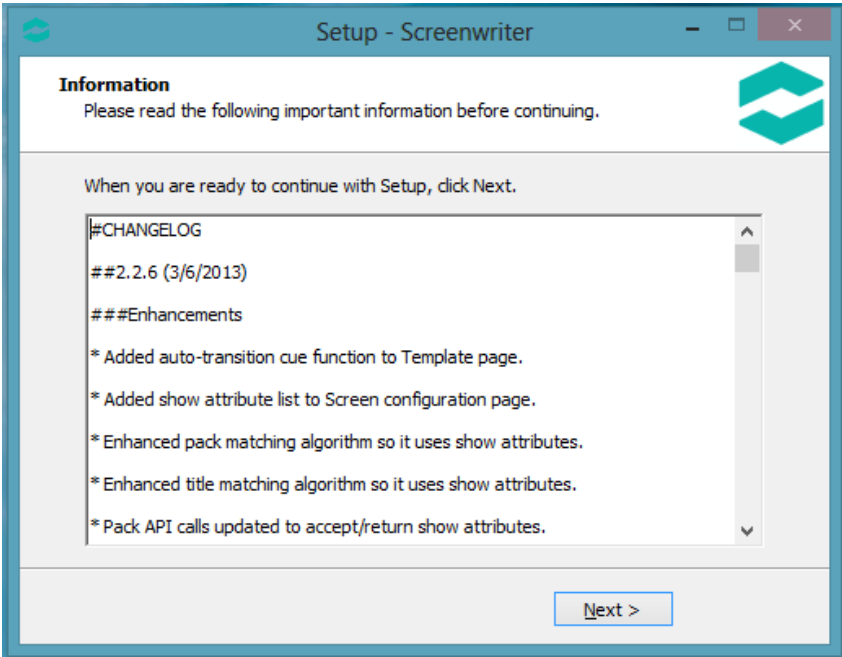 Setup - Screenwriter
Information
Please read the following important information before continuing.
When you are ready to continue with Setup, click Next.
#CHANGELOG
##2.2.6 (3/6/2013)
###Enhancements
* Added auto-transition cue function to Template page.
* Added show attribute list to Screen configuration page.
* Enhanced pack matching algorithm so it uses show attributes.
* Enhanced title matching algorithm so it uses show attributes.
* Pack API calls updated to accept/return show attributes.
Next >